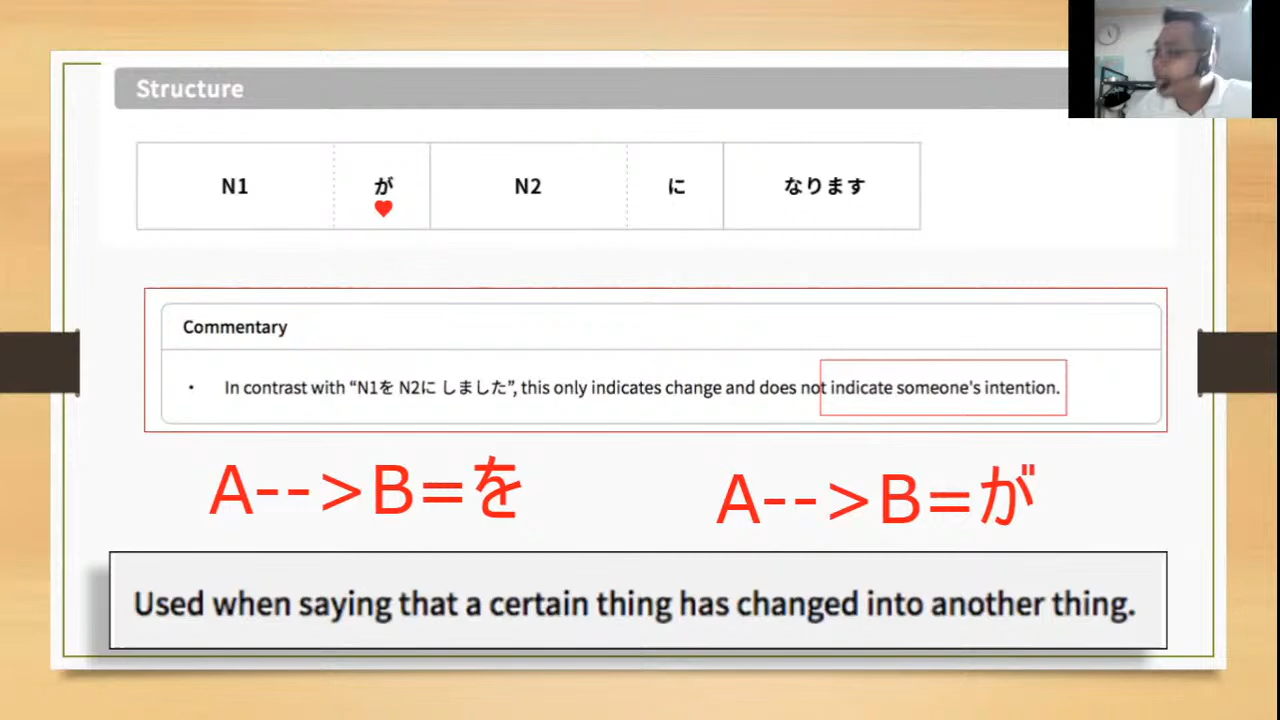 Structure
N1 が N2 に なります
Commentary
• In contrast with “N1を N2に しました”, this only indicates change and does not indicate someone's intention.
A-->B=を A-->B=が
Used when saying that a certain thing has changed into another thing.